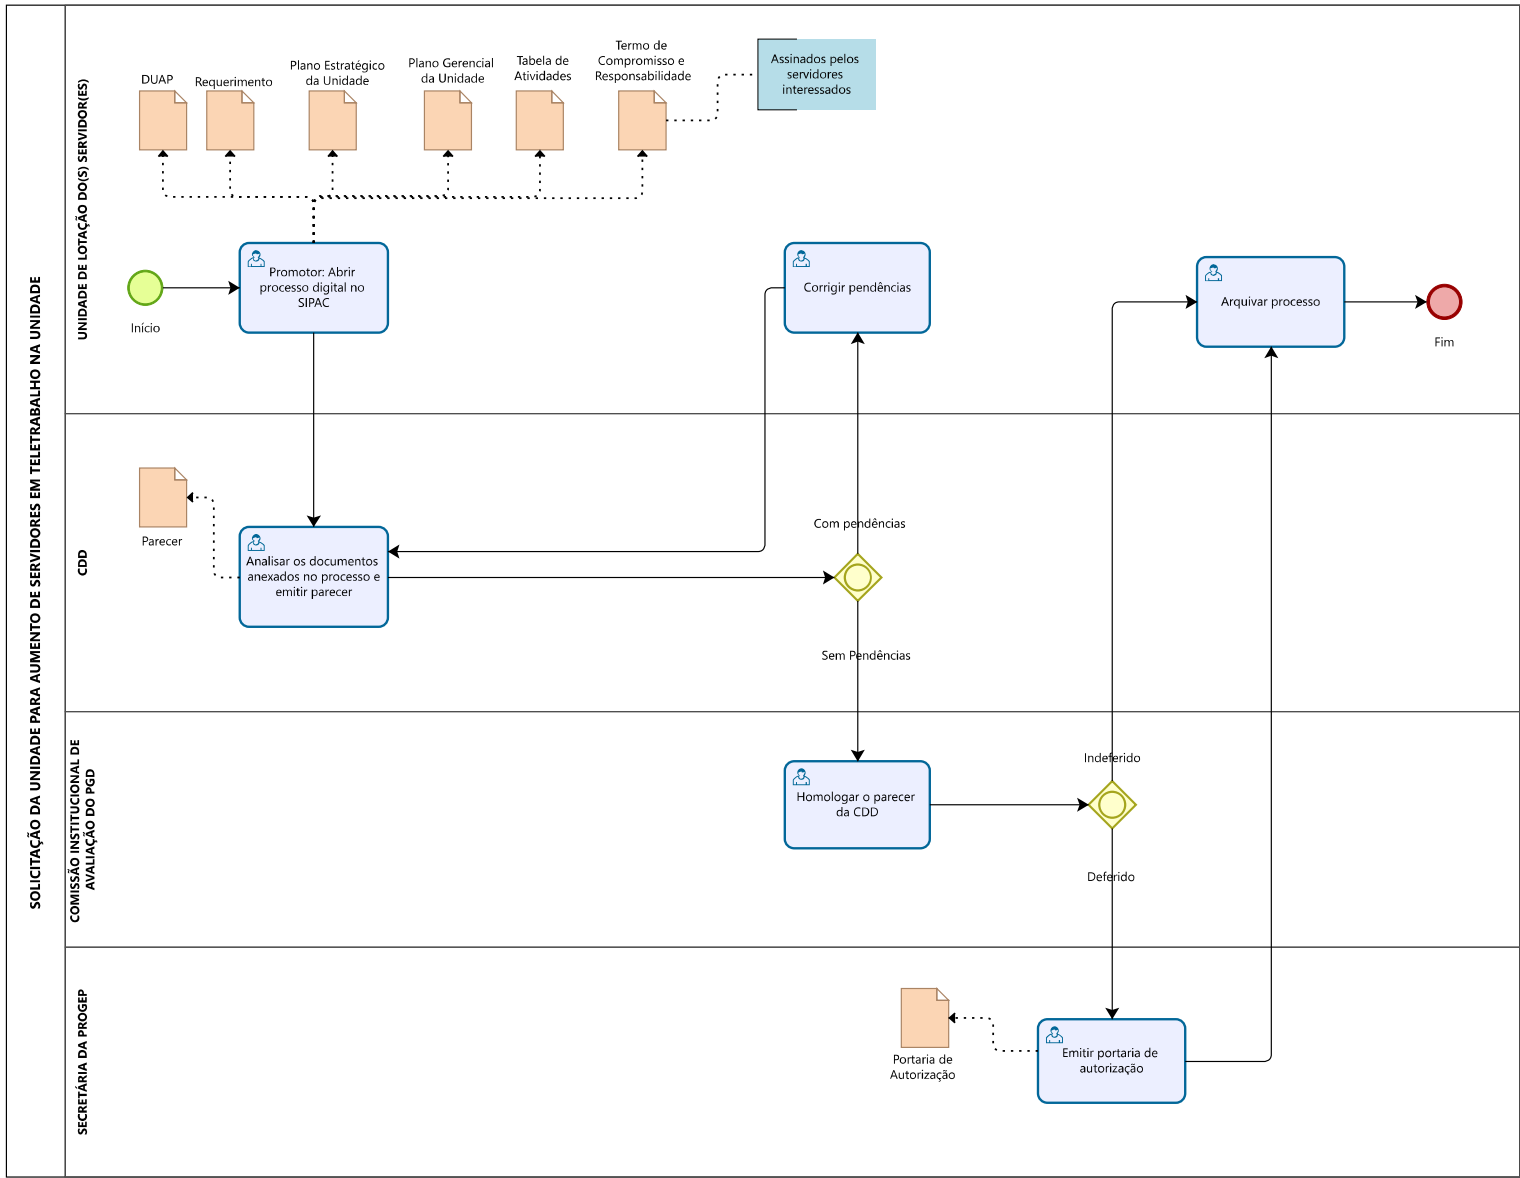 SOLICITAÇÃO DA UNIDADE PARA AUMENTO DE SERVIDORES EM TELETRABALHO NA UNIDADE
UNIDADE DE LOTAÇÃO DO(S) SERVIDOR(ES)
DUAP
Requerimento
Plano Estratégico
da Unidade
Plano Gerencial
da Unidade
Tabela de
Atividades
Termo de
Compromisso e
Responsabilidade
Assinados pelos
servidores
interessados
Início
Promotor: Abrir
processo digital no
SIPAC
Corrigir pendências
Arquivar processo
Fim
CDD
Parecer
Analisar os documentos
anexados no processo e
emitir parecer
Com pendências
Sem Pendências
COMISSÃO INSTITUCIONAL DE
AVALIAÇÃO DO PGD
Homologar o parecer
da CDD
Indeferido
Deferido
SECRETÁRIA DA PROGEP
Portaria de
Autorização
Emitir portaria de
autorização